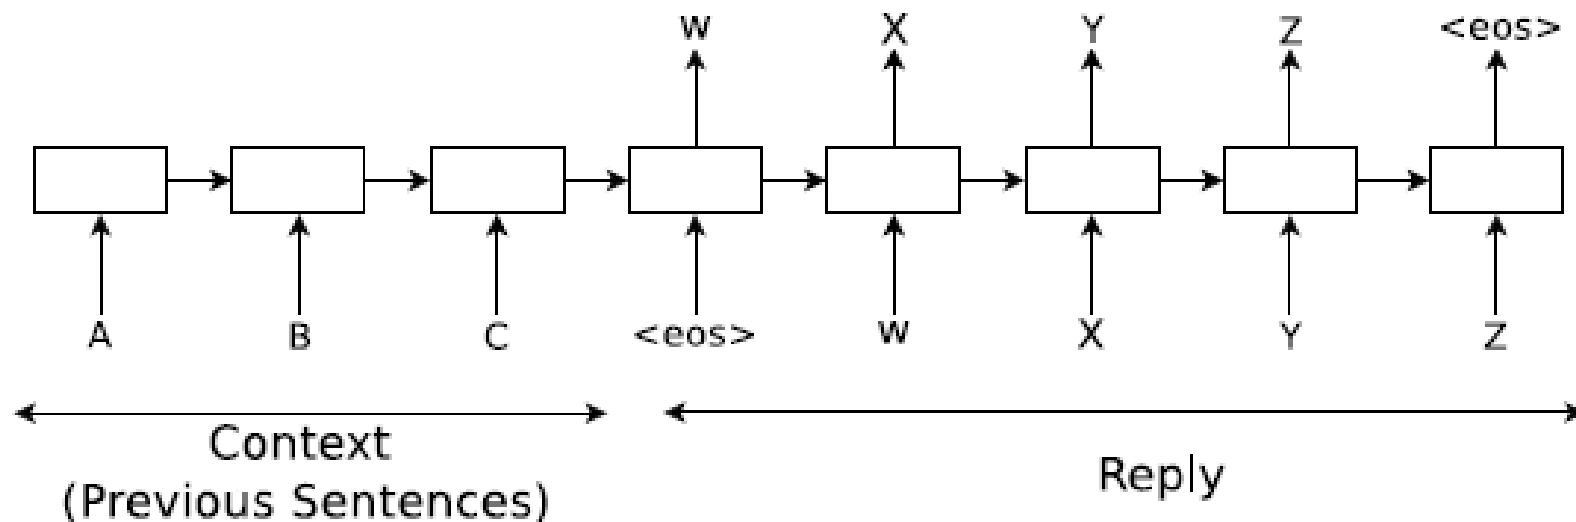 W X Y Z <eos>
A B C <eos> W X Y Z
Context
(Previous Sentences)
Reply